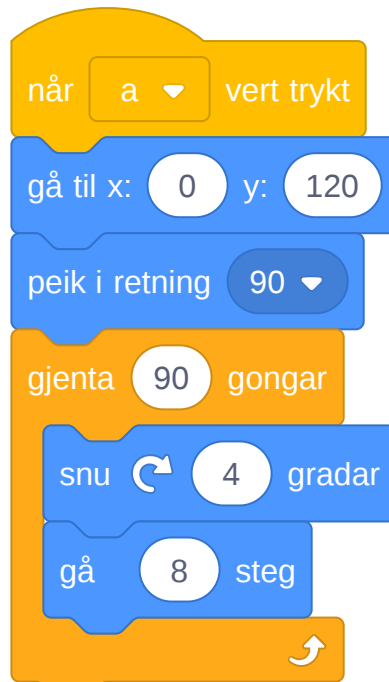 når a vert trykt
gå til x: 0 y: 120
peik i retning 90
gjenta 90 gongar
snu 4 gradar
gå 8 steg